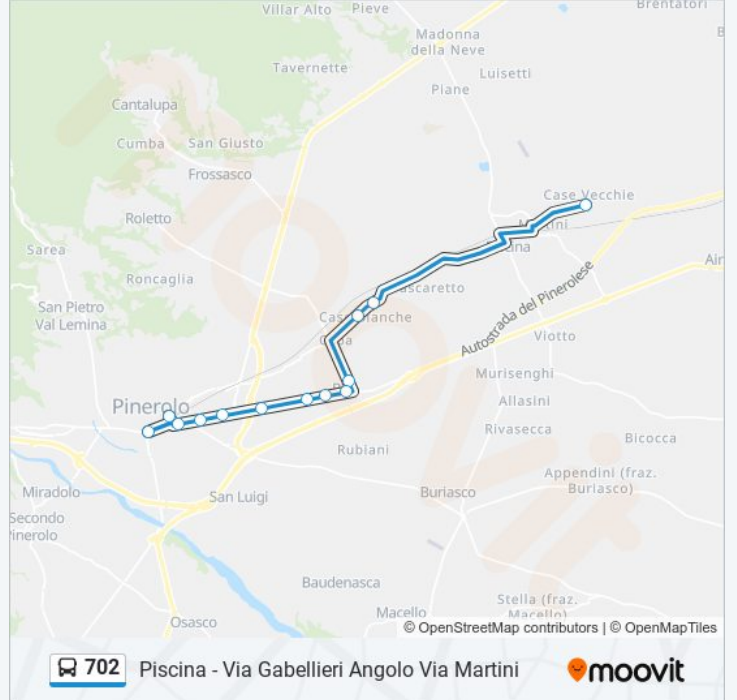 Brentatori
Villar Alto
Pieve
Madonna
della Neve
Tavernette
Luisetti
Piane
Cantalupa
Cumba
San Giusto
Frossasco
Case Vecchie
Roletto
Sarea
Roncaglia
San Pietro
Val Lemina
Autostrada del Pinerolese
Viotto
Murisenghi
Pinerolo
Allasini
Rivasecca
Bicocca
Rubiani
Appendini (fraz.
Buriasco)
Miradolo
San Luigi
Buriasco
Secondo
Baudenasca
Stella (fraz.
Macello)
Macello
Osasco
© OpenStreetMap contributors | © OpenMapTiles
702 Piscina - Via Gabellieri Angolo Via Martini
moovit